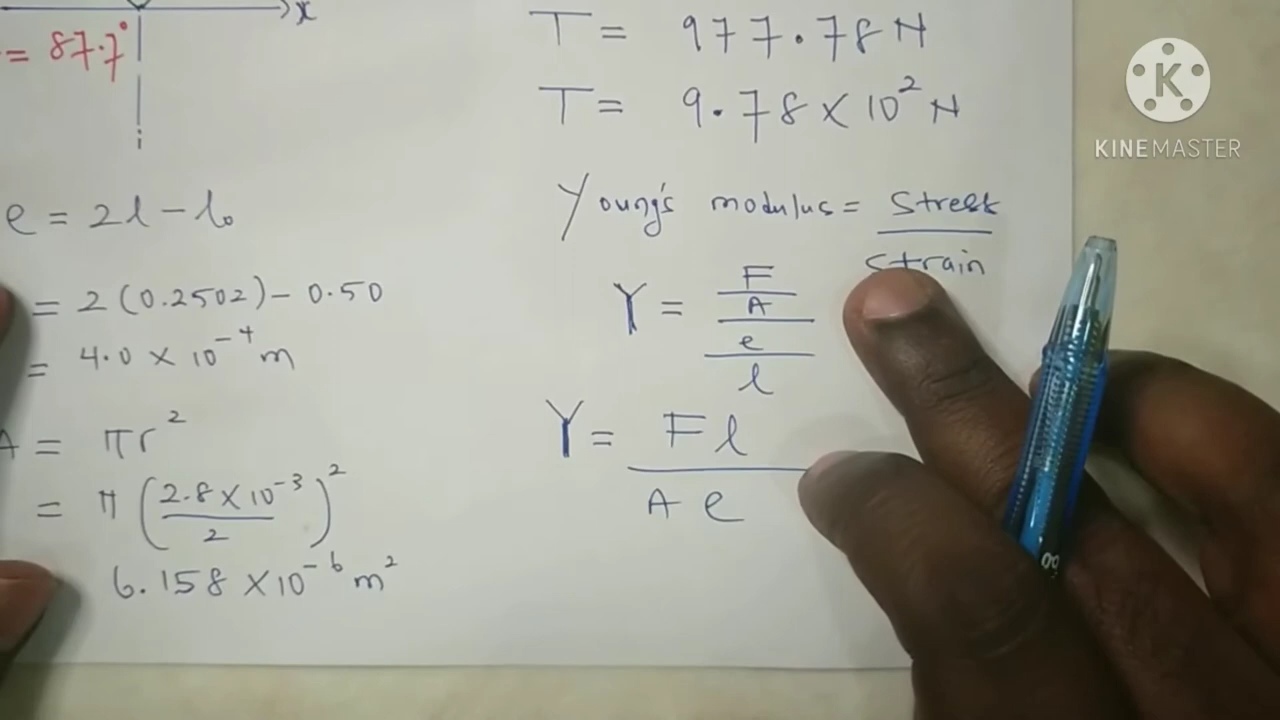 x
= 87.7°
e = 2l - l₀
= 2(0.2502) - 0.50
= 4.0 × 10⁻⁴ m
A = πr²
= π (2.8 × 10⁻³ / 2)²
6.158 × 10⁻⁶ m²
T = 977.78 N
T = 9.78 × 10² N
Young's modulus = Stress
Strain
Y = F
A
e
l
Y = Fl
A e
K
KINEMASTER